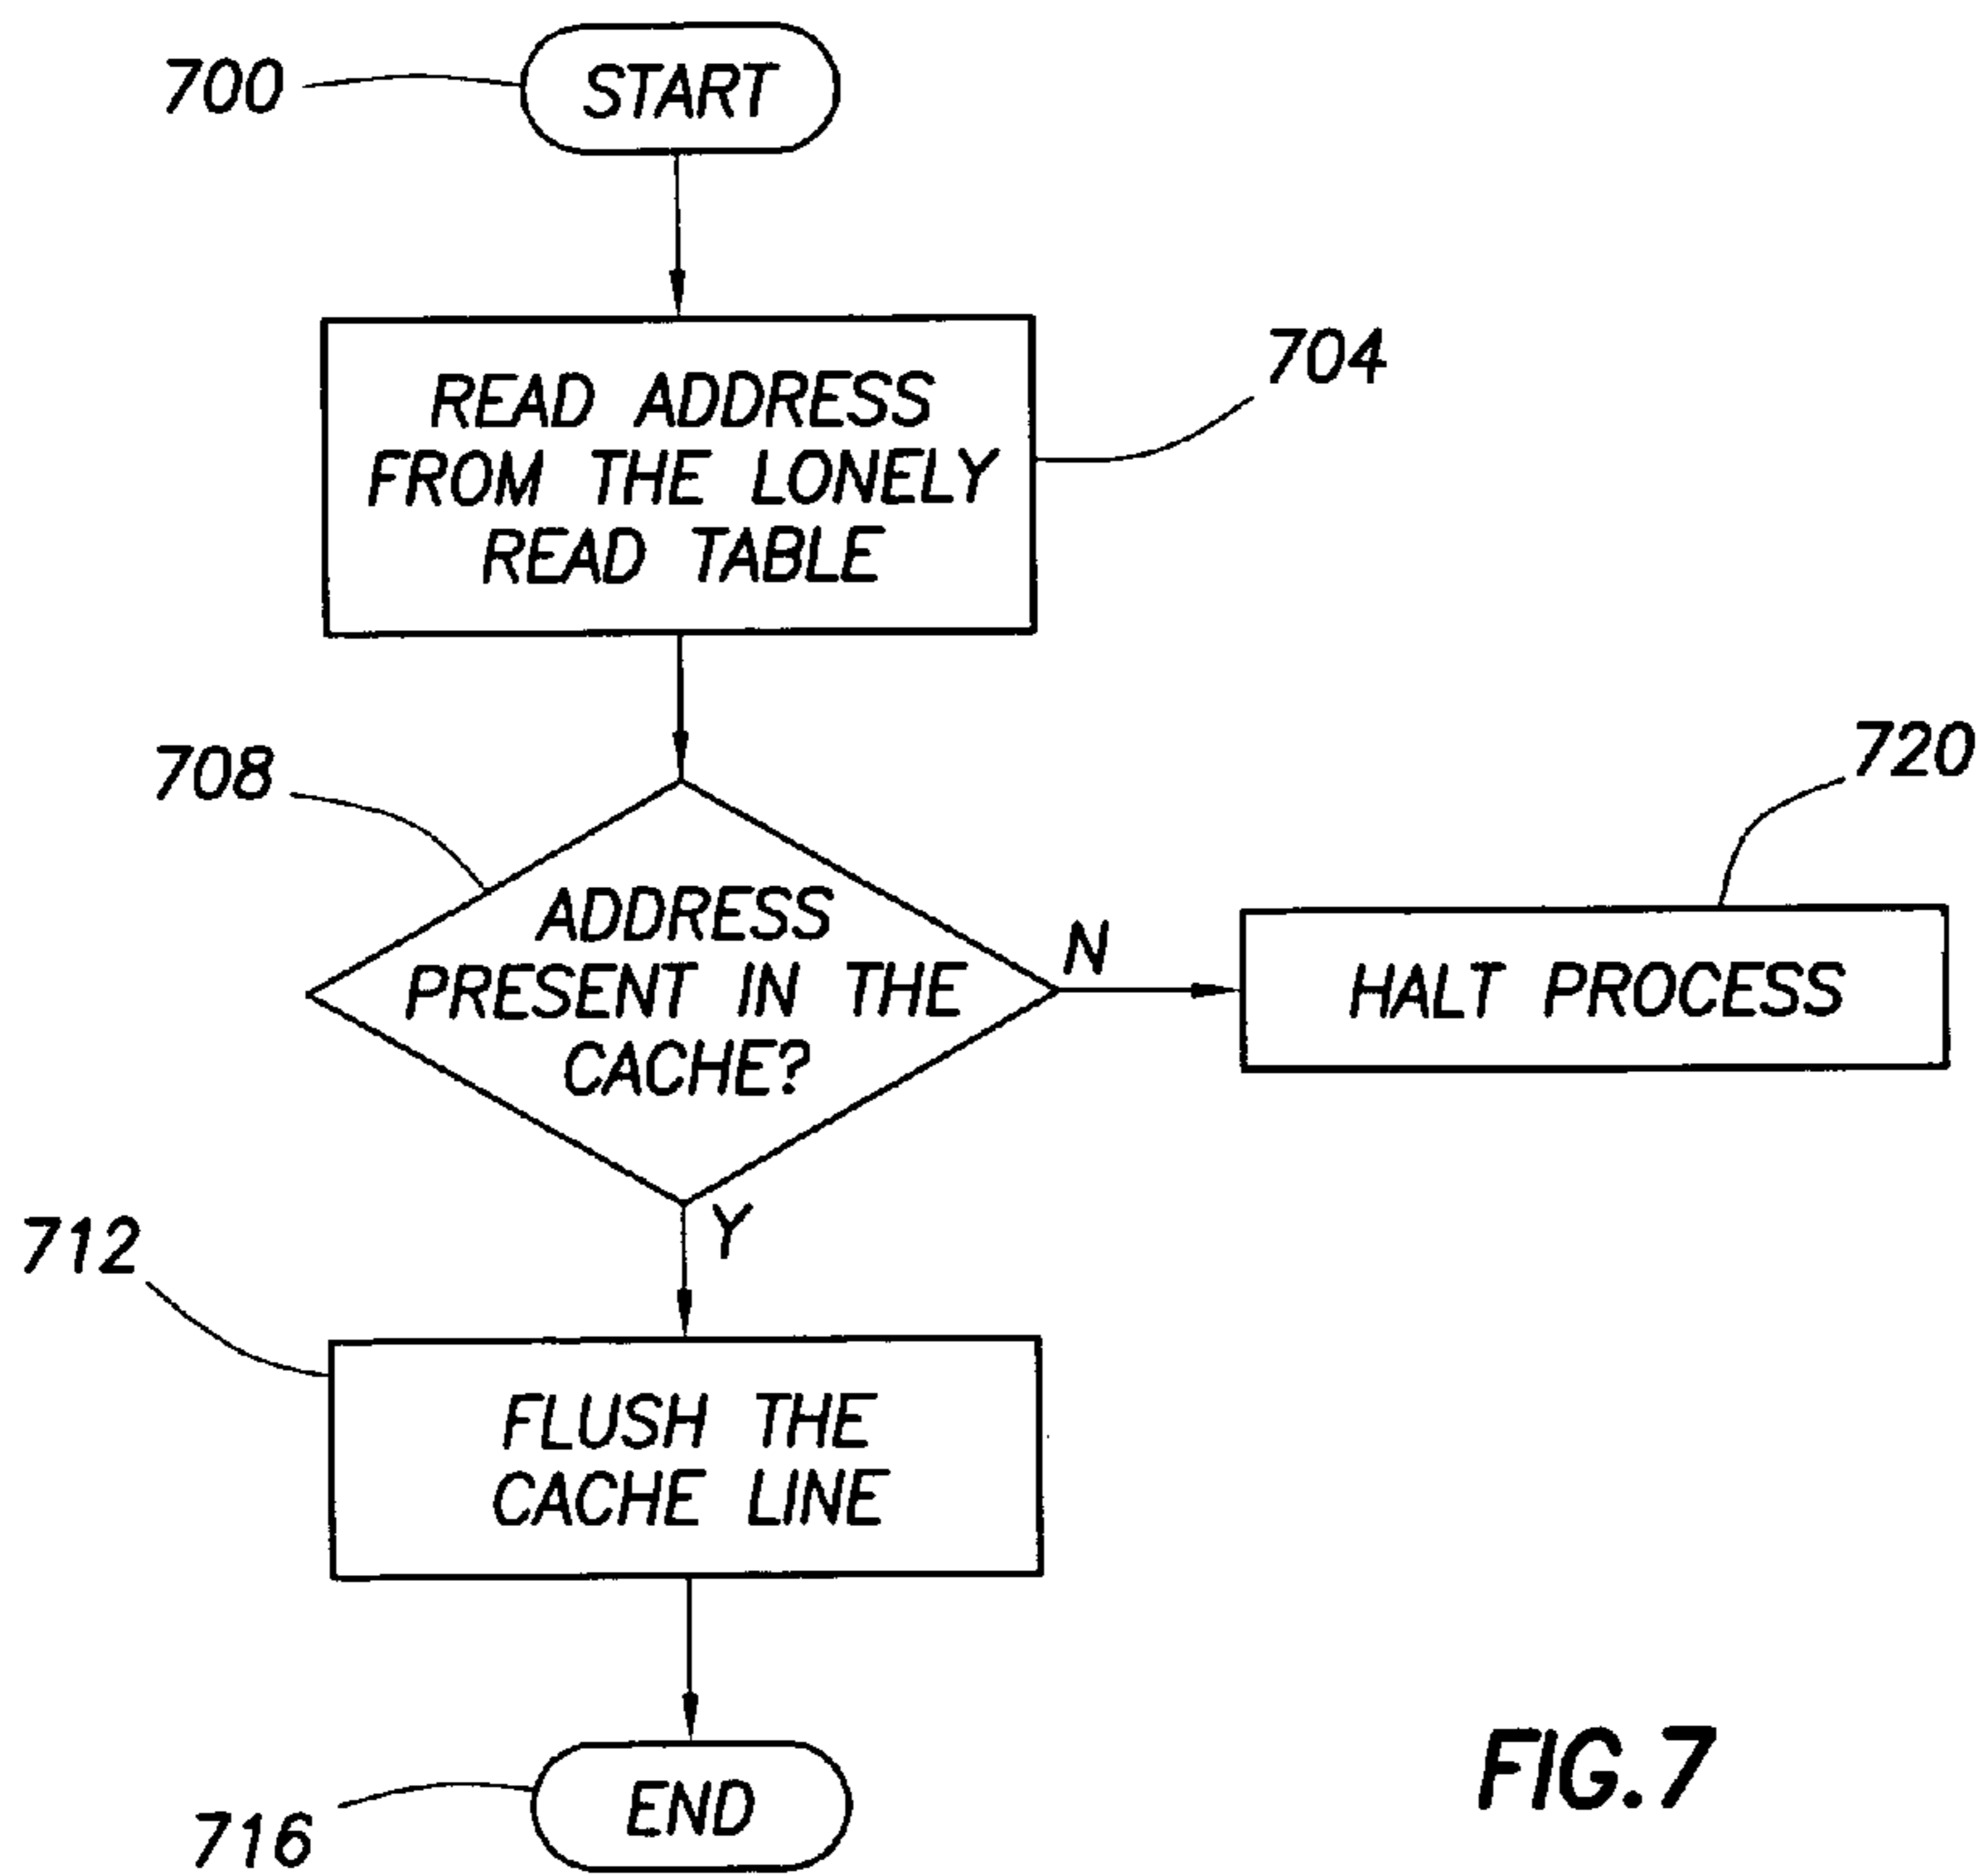 700
START
704
READ ADDRESS
FROM THE LONELY
READ TABLE
708
ADDRESS
PRESENT IN THE
CACHE?
N
720
HALT PROCESS
Y
712
FLUSH THE
CACHE LINE
716
END
FIG.7